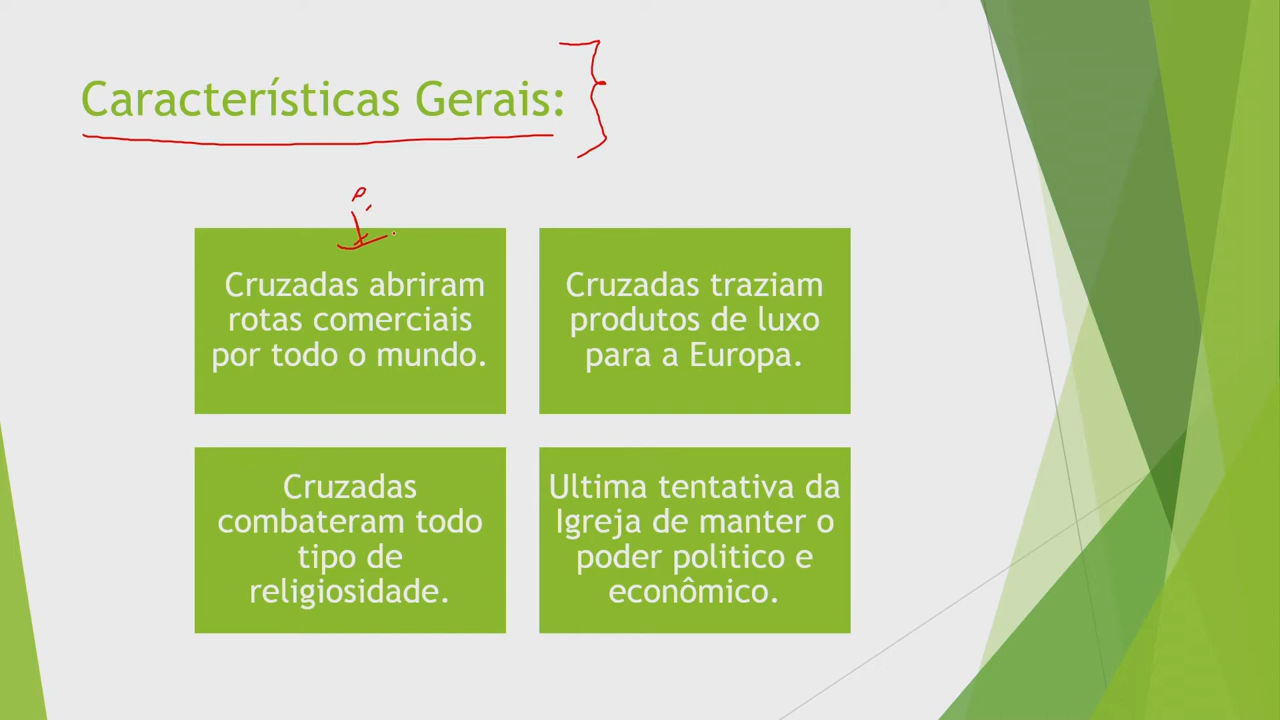 Características Gerais:
Cruzadas abriram
rotas comerciais
por todo o mundo.
Cruzadas traziam
produtos de luxo
para a Europa.
Cruzadas
combateram todo
tipo de
religiosidade.
Ultima tentativa da
Igreja de manter o
poder politico e
econômico.